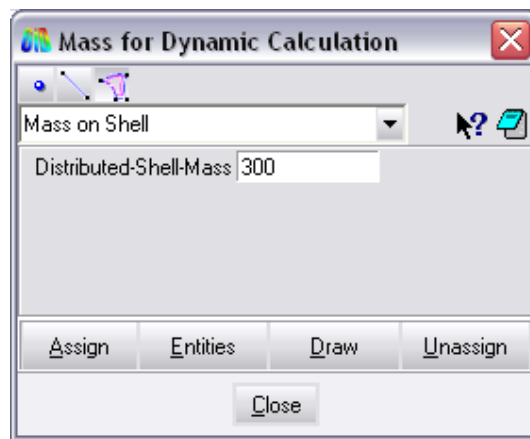 Mass for Dynamic Calculation
Mass on Shell
Distributed-Shell-Mass 300
Assign Entities Draw Unassign
Close